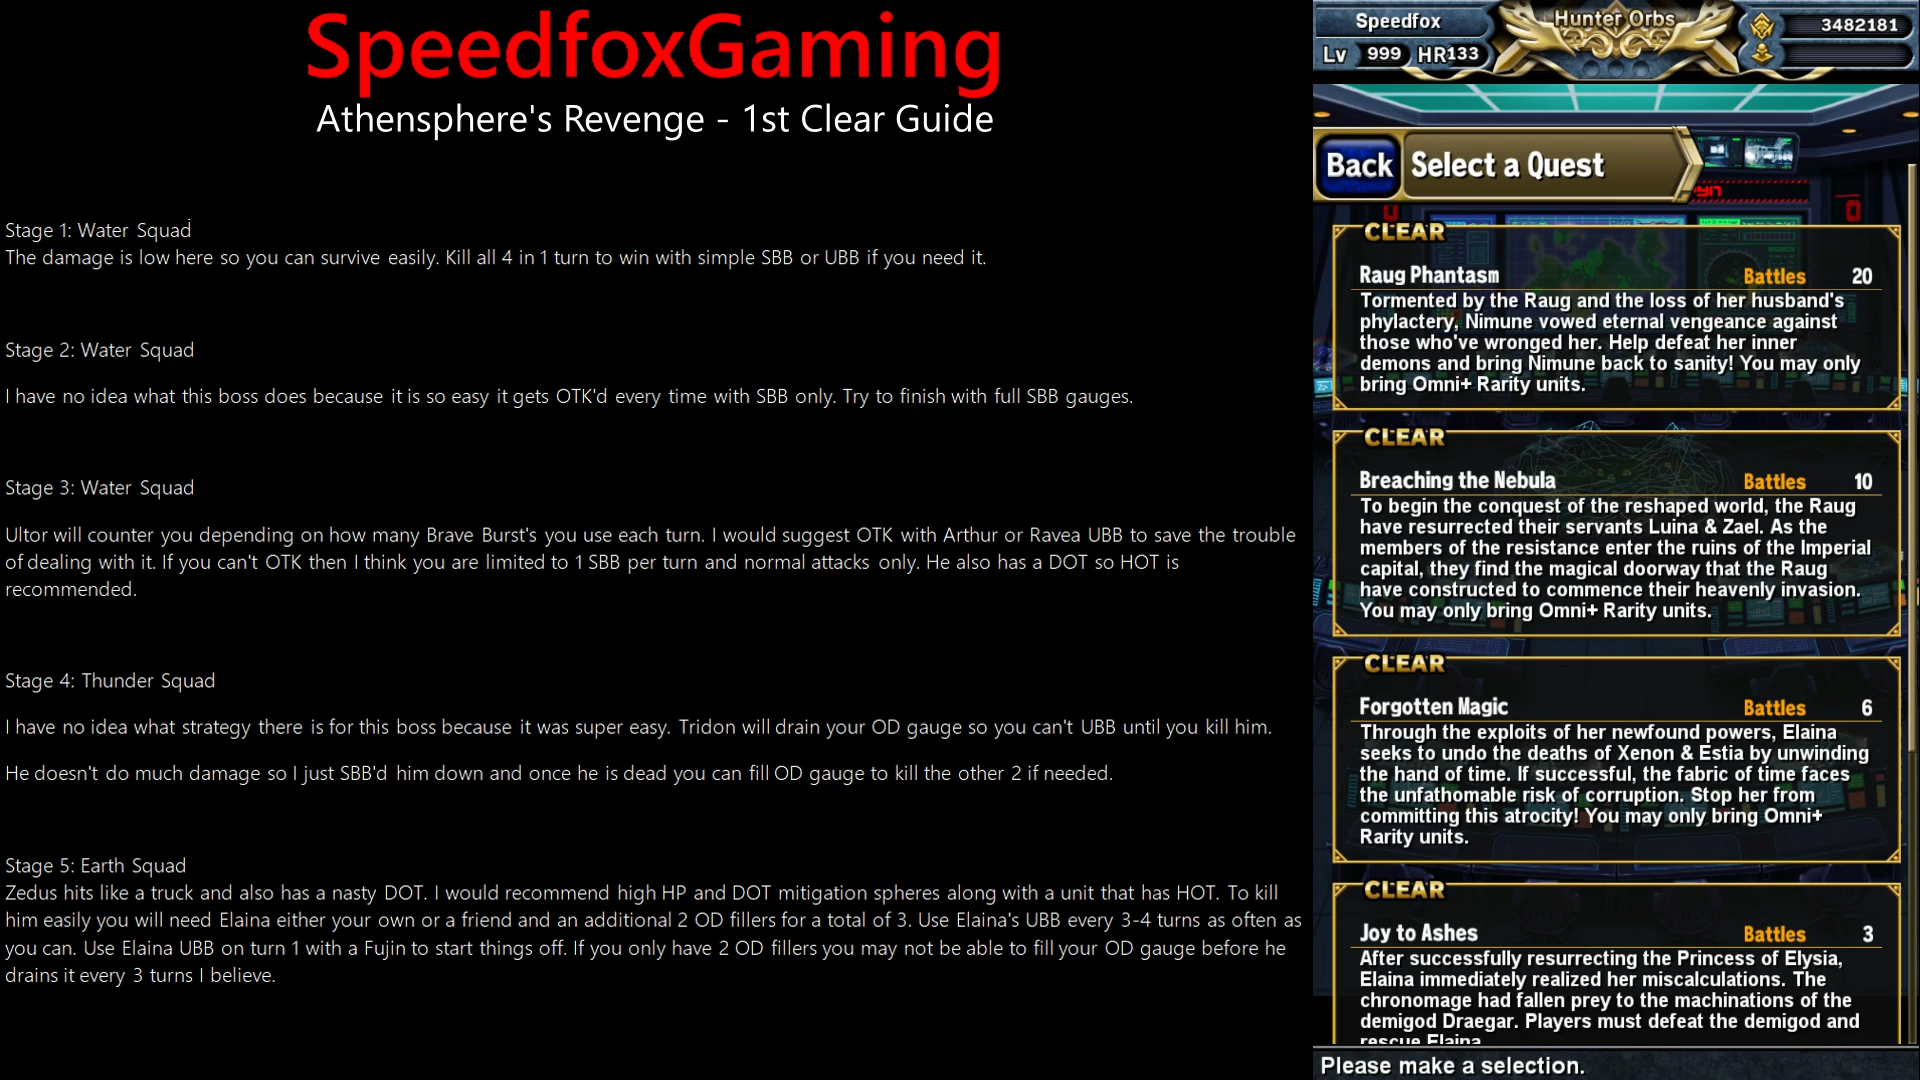 SpeedfoxGaming
Athensphere's Revenge - 1st Clear Guide
Stage 1: Water Squad
The damage is low here so you can survive easily. Kill all 4 in 1 turn to win with simple SBB or UBB if you need it.
Stage 2: Water Squad
I have no idea what this boss does because it is so easy it gets OTK'd every time with SBB only. Try to finish with full SBB gauges.
Stage 3: Water Squad
Ultor will counter you depending on how many Brave Burst's you use each turn. I would suggest OTK with Arthur or Ravea UBB to save the trouble
of dealing with it. If you can't OTK then I think you are limited to 1 SBB per turn and normal attacks only. He also has a DOT so HOT is
recommended.
Stage 4: Thunder Squad
I have no idea what strategy there is for this boss because it was super easy. Tridon will drain your OD gauge so you can't UBB until you kill him.
He doesn't do much damage so I just SBB'd him down and once he is dead you can fill OD gauge to kill the other 2 if needed.
Stage 5: Earth Squad
Zedus hits like a truck and also has a nasty DOT. I would recommend high HP and DOT mitigation spheres along with a unit that has HOT. To kill
him easily you will need Elaina either your own or a friend and an additional 2 OD fillers for a total of 3. Use Elaina's UBB every 3-4 turns as often as
you can. Use Elaina UBB on turn 1 with a Fujin to start things off. If you only have 2 OD fillers you may not be able to fill your OD gauge before he
drains it every 3 turns I believe.
Speedfox
Lv 999 HR133
Hunter Orbs
3482181
Back
Select a Quest
CLEAR
Raug Phantasm Battles 20
Tormented by the Raug and the loss of her husband's
phylactery, Nimune vowed eternal vengeance against
those who've wronged her. Help defeat her inner
demons and bring Nimune back to sanity! You may only
bring Omni+ Rarity units.
CLEAR
Breaching the Nebula Battles 10
To begin the conquest of the reshaped world, the Raug
have resurrected their servants Luina & Zael. As the
members of the resistance enter the ruins of the Imperial
capital, they find the magical doorway that the Raug
have constructed to commence their heavenly invasion.
You may only bring Omni+ Rarity units.
CLEAR
Forgotten Magic Battles 6
Through the exploits of her newfound powers, Elaina
seeks to undo the deaths of Xenon & Estia by unwinding
the hand of time. If successful, the fabric of time faces
the unfathomable risk of corruption. Stop her from
committing this atrocity! You may only bring Omni+
Rarity units.
CLEAR
Joy to Ashes Battles 3
After successfully resurrecting the Princess of Elysia,
Elaina immediately realized her miscalculations. The
chronomage had fallen prey to the machinations of the
demigod Draegar. Players must defeat the demigod and
rescue Elaina
Please make a selection.